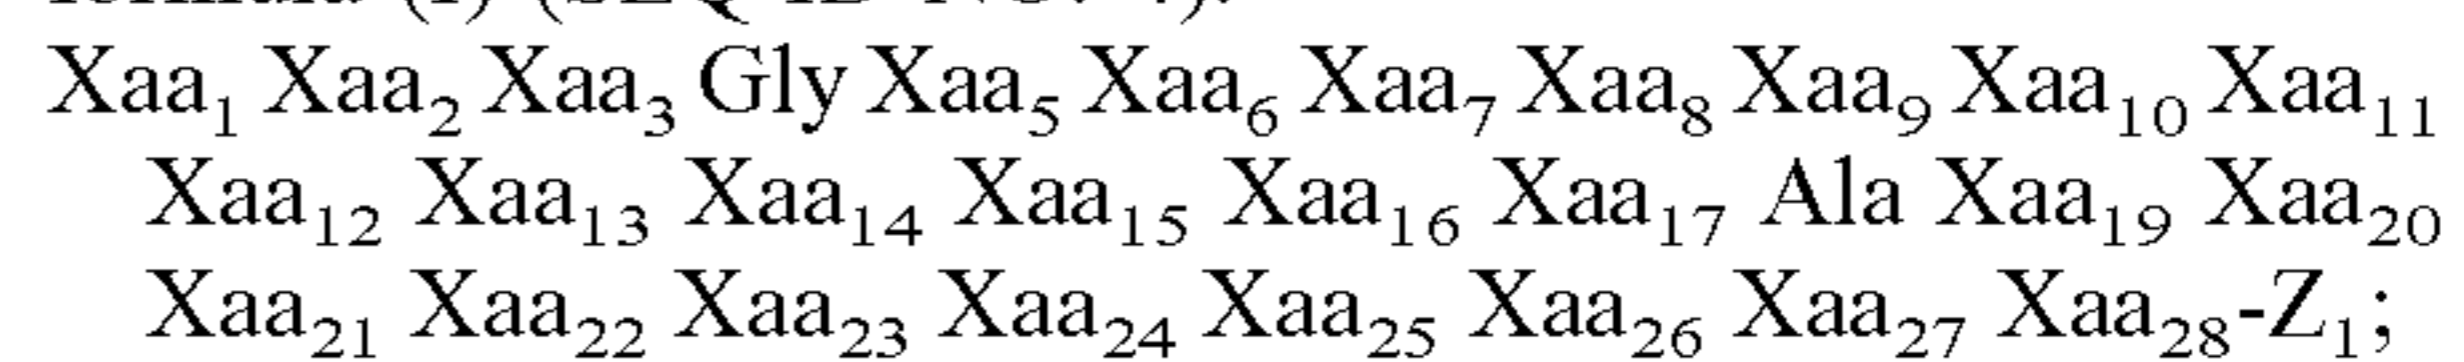 Xaa₁ Xaa₂ Xaa₃ Gly Xaa₅ Xaa₆ Xaa₇ Xaa₈ Xaa₉ Xaa₁₀ Xaa₁₁
Xaa₁₂ Xaa₁₃ Xaa₁₄ Xaa₁₅ Xaa₁₆ Xaa₁₇ Ala Xaa₁₉ Xaa₂₀
Xaa₂₁ Xaa₂₂ Xaa₂₃ Xaa₂₄ Xaa₂₅ Xaa₂₆ Xaa₂₇ Xaa₂₈-Z₁;